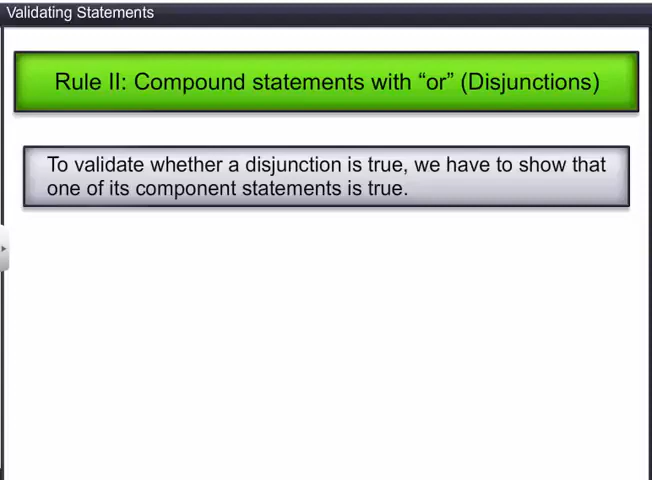 Validating Statements
Rule II: Compound statements with “or” (Disjunctions)
To validate whether a disjunction is true, we have to show that
one of its component statements is true.